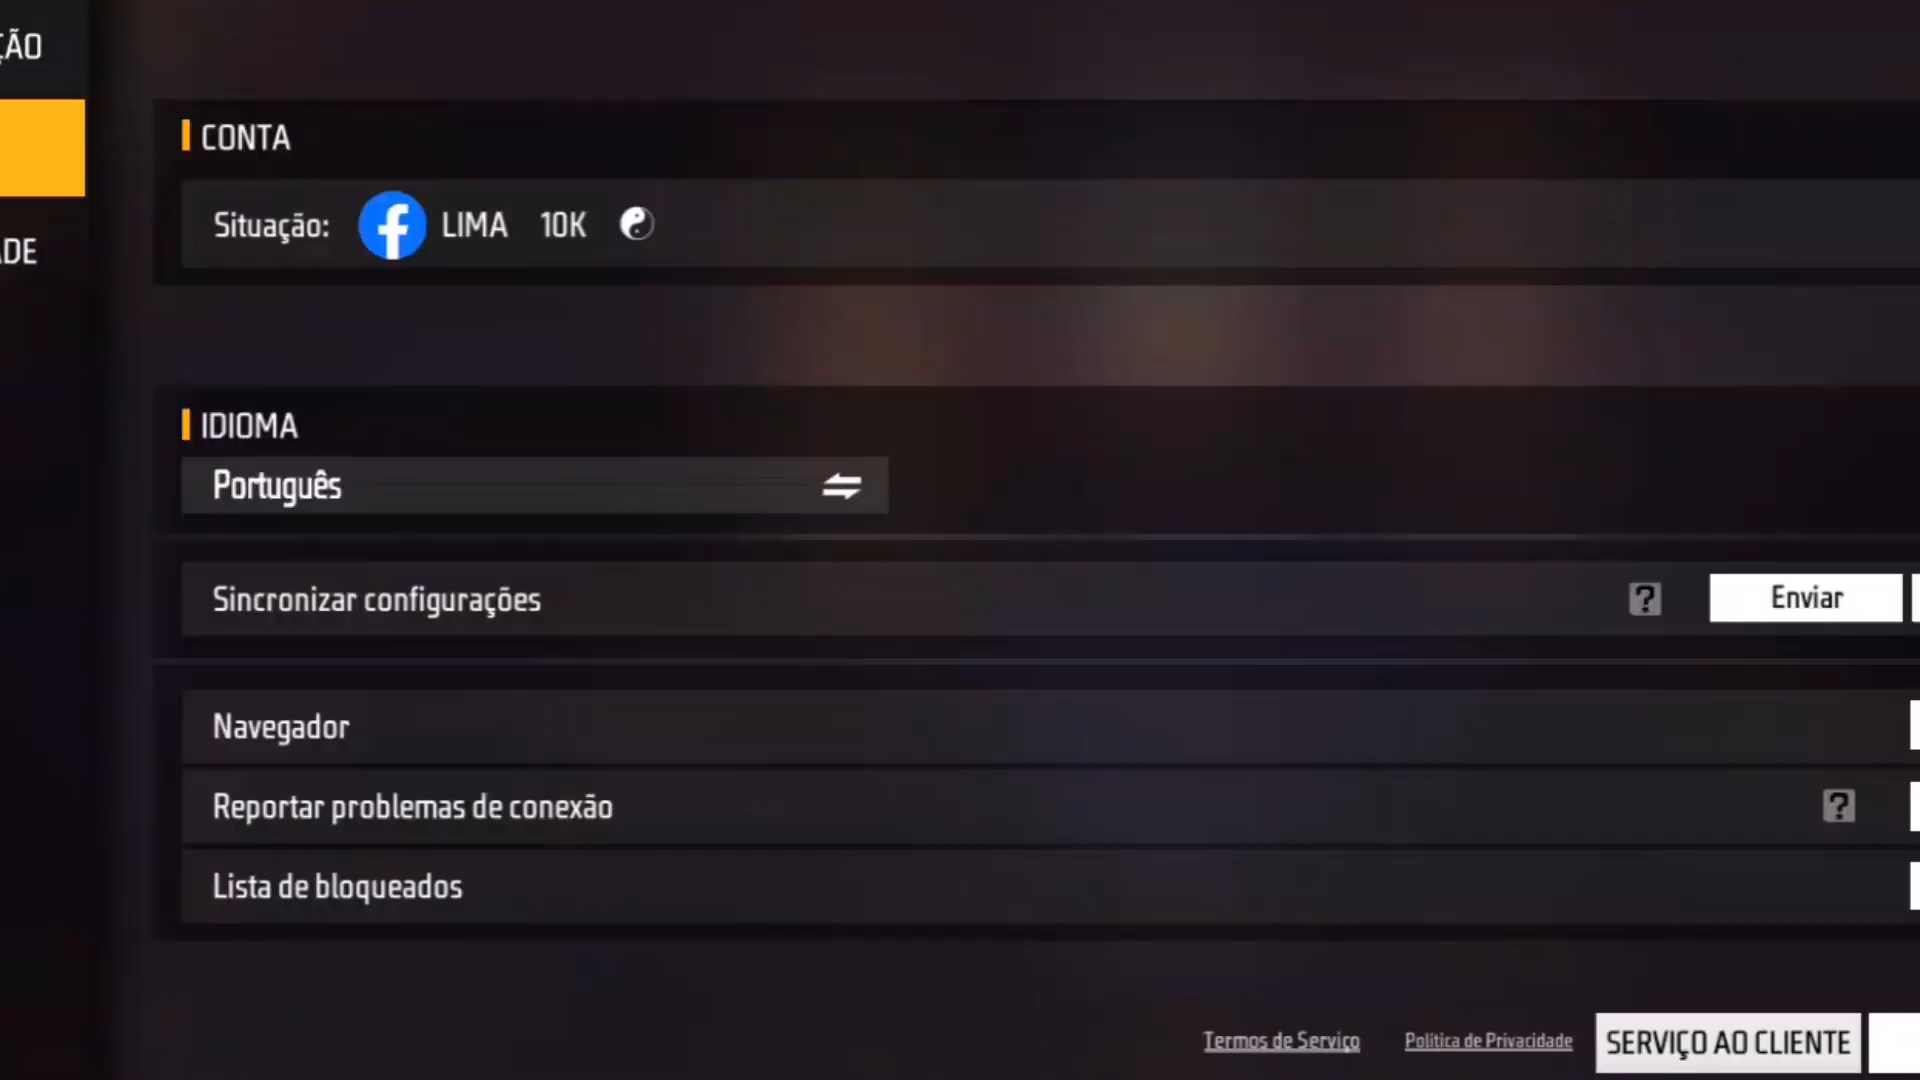 ÇÃO
CONTA
Situação: LIMA 10K ☯
ADE
IDIOMA
Português
Sincronizar configurações ? Enviar
Navegador
Reportar problemas de conexão ?
Lista de bloqueados
Termos de Serviço Política de Privacidade SERVIÇO AO CLIENTE